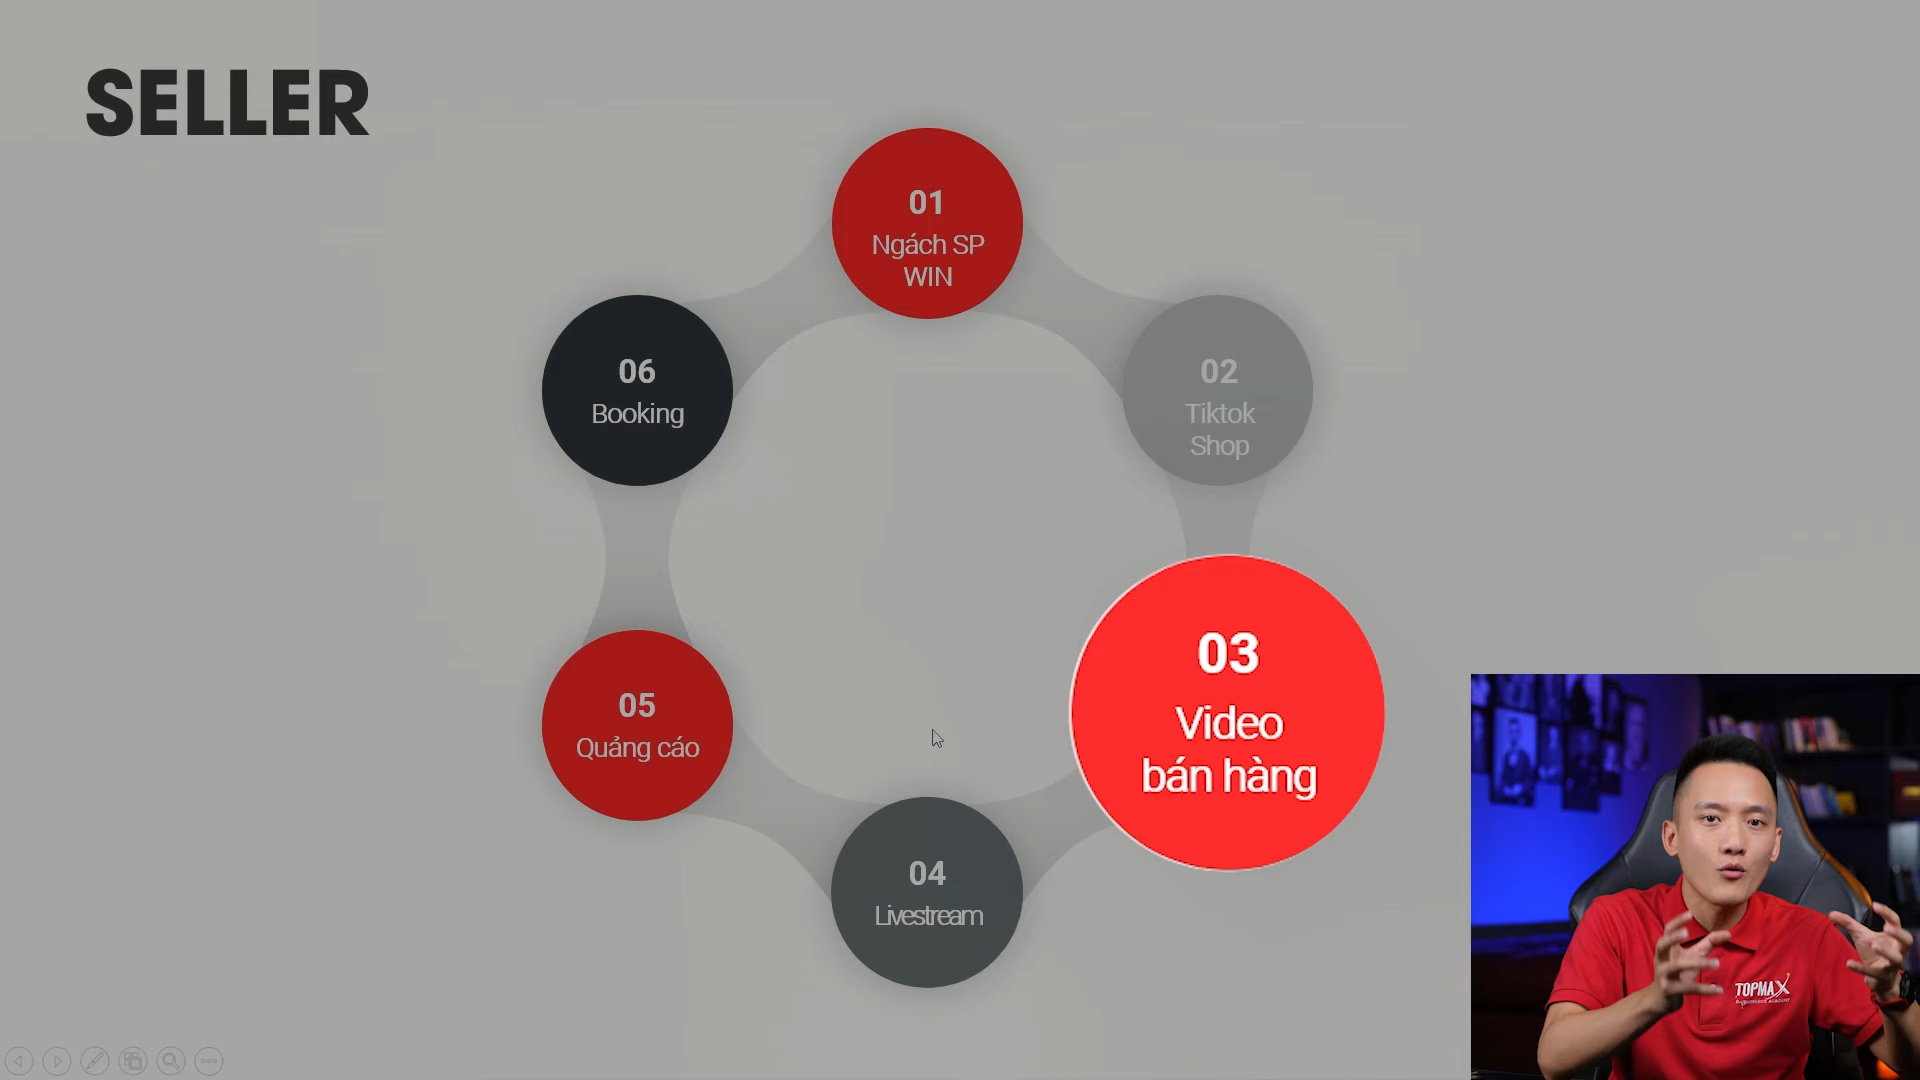 SELLER
01
Ngách SP
WIN
02
Tiktok
Shop
03
Video
bán hàng
04
Livestream
05
Quảng cáo
06
Booking
TOPMAX